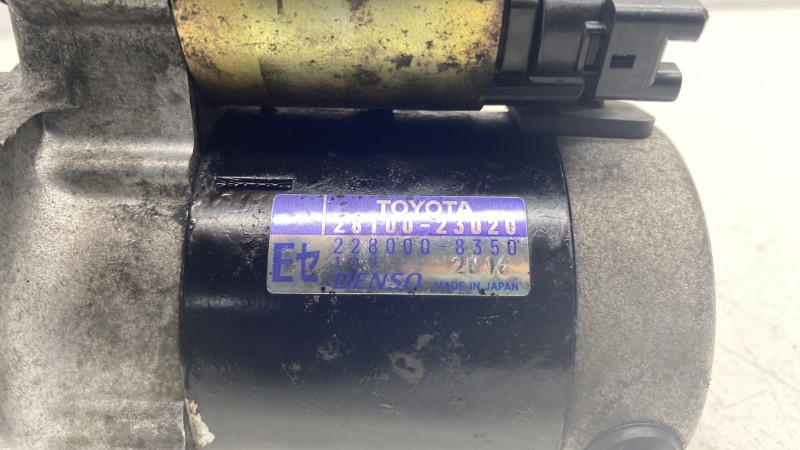 TOYOTA
28100-23020
228000-8350
Eセ
DENSO MADE IN JAPAN